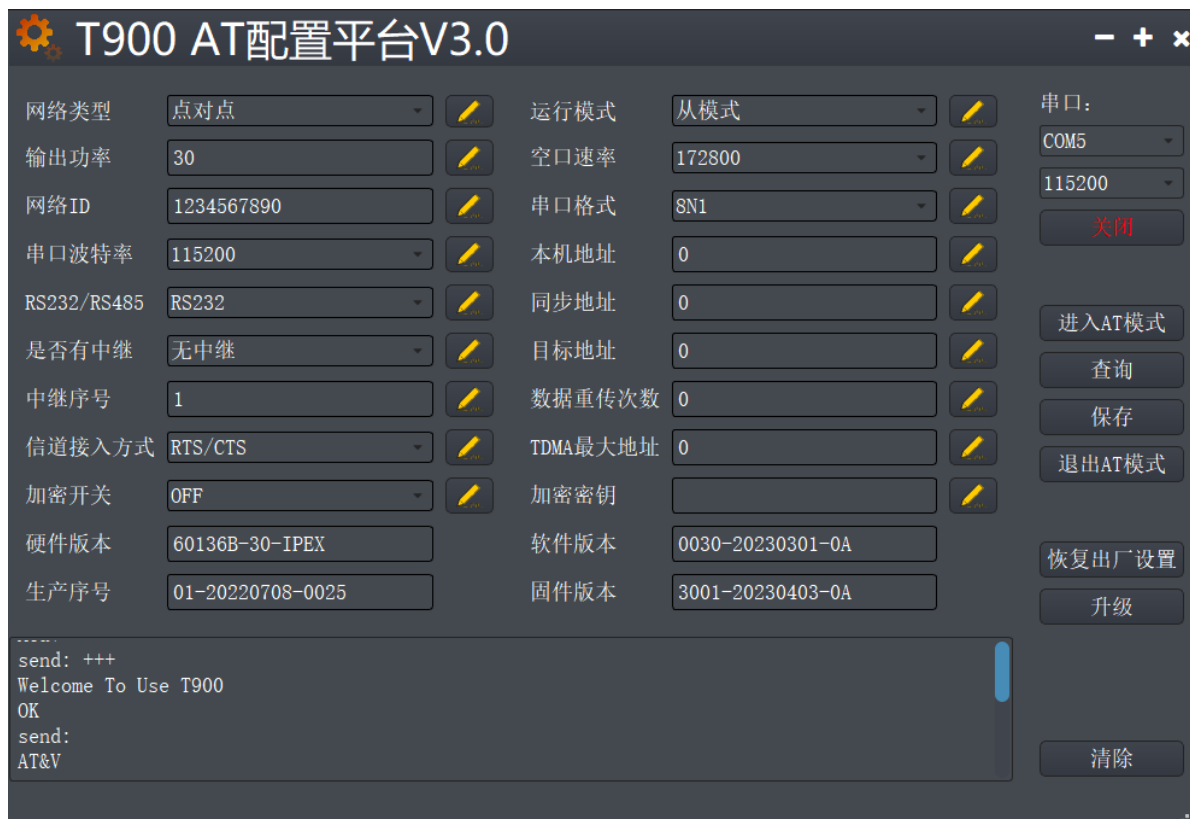 T900 AT配置平台V3.0
网络类型 点对点 运行模式 从模式 串口：
输出功率 30 空口速率 172800 COM5
网络ID 1234567890 串口格式 8N1 115200
串口波特率 115200 本机地址 0 关闭
RS232/RS485 RS232 同步地址 0 进入AT模式
是否有中继 无中继 目标地址 0 查询
中继序号 1 数据重传次数 0 保存
信道接入方式 RTS/CTS TDMA最大地址 0 退出AT模式
加密开关 OFF 加密密钥
硬件版本 60136B-30-IPEX 软件版本 0030-20230301-0A 恢复出厂设置
生产序号 01-20220708-0025 固件版本 3001-20230403-0A 升级
send: +++
Welcome To Use T900
OK
send:
AT&V 清除